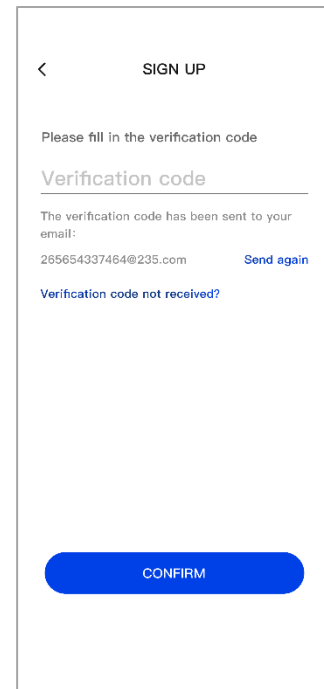 SIGN UP
Please fill in the verification code
Verification code
The verification code has been sent to your
email:
265654337464@235.com Send again
Verification code not received?
CONFIRM